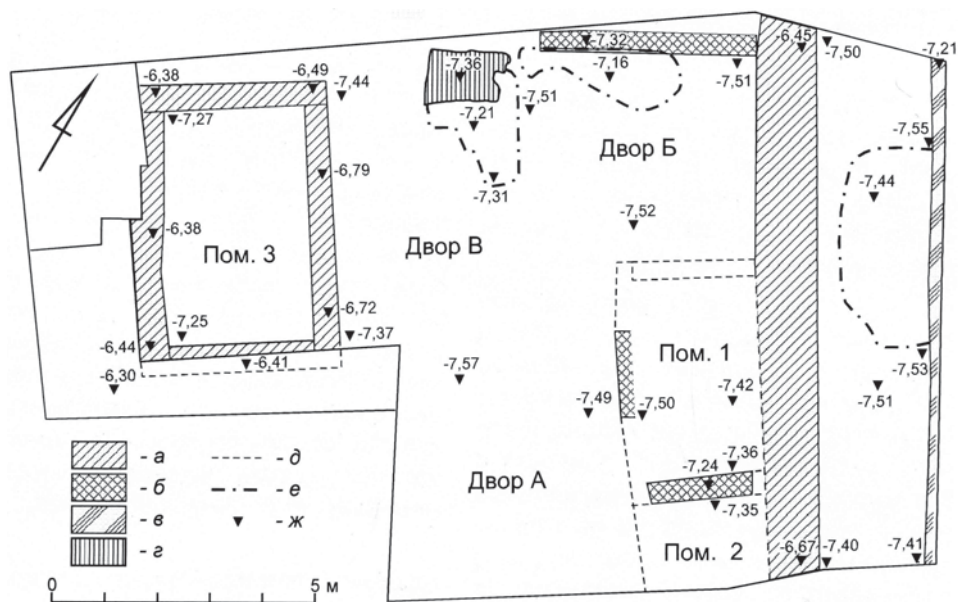 -6,45
-7,50
-7,21
-7,32
-7,36
-7,16
-7,51
-6,38
-6,49
-7,44
-7,27
-7,51
-7,21
-7,55
Двор Б
-6,79
-7,44
-7,31
-7,52
-6,38
Пом. 3
Двор В
-6,72
-7,25
-7,37
-6,44
-6,41
-6,30
Пом. 1
-7,53
-7,57
-7,51
-7,42
-7,49
-7,50
-7,36
-7,24
Двор А
-7,35
Пом. 2
-6,67
-7,40
-7,41
- а
- б
- в
- г
- д
- е
- ж
0 5 м